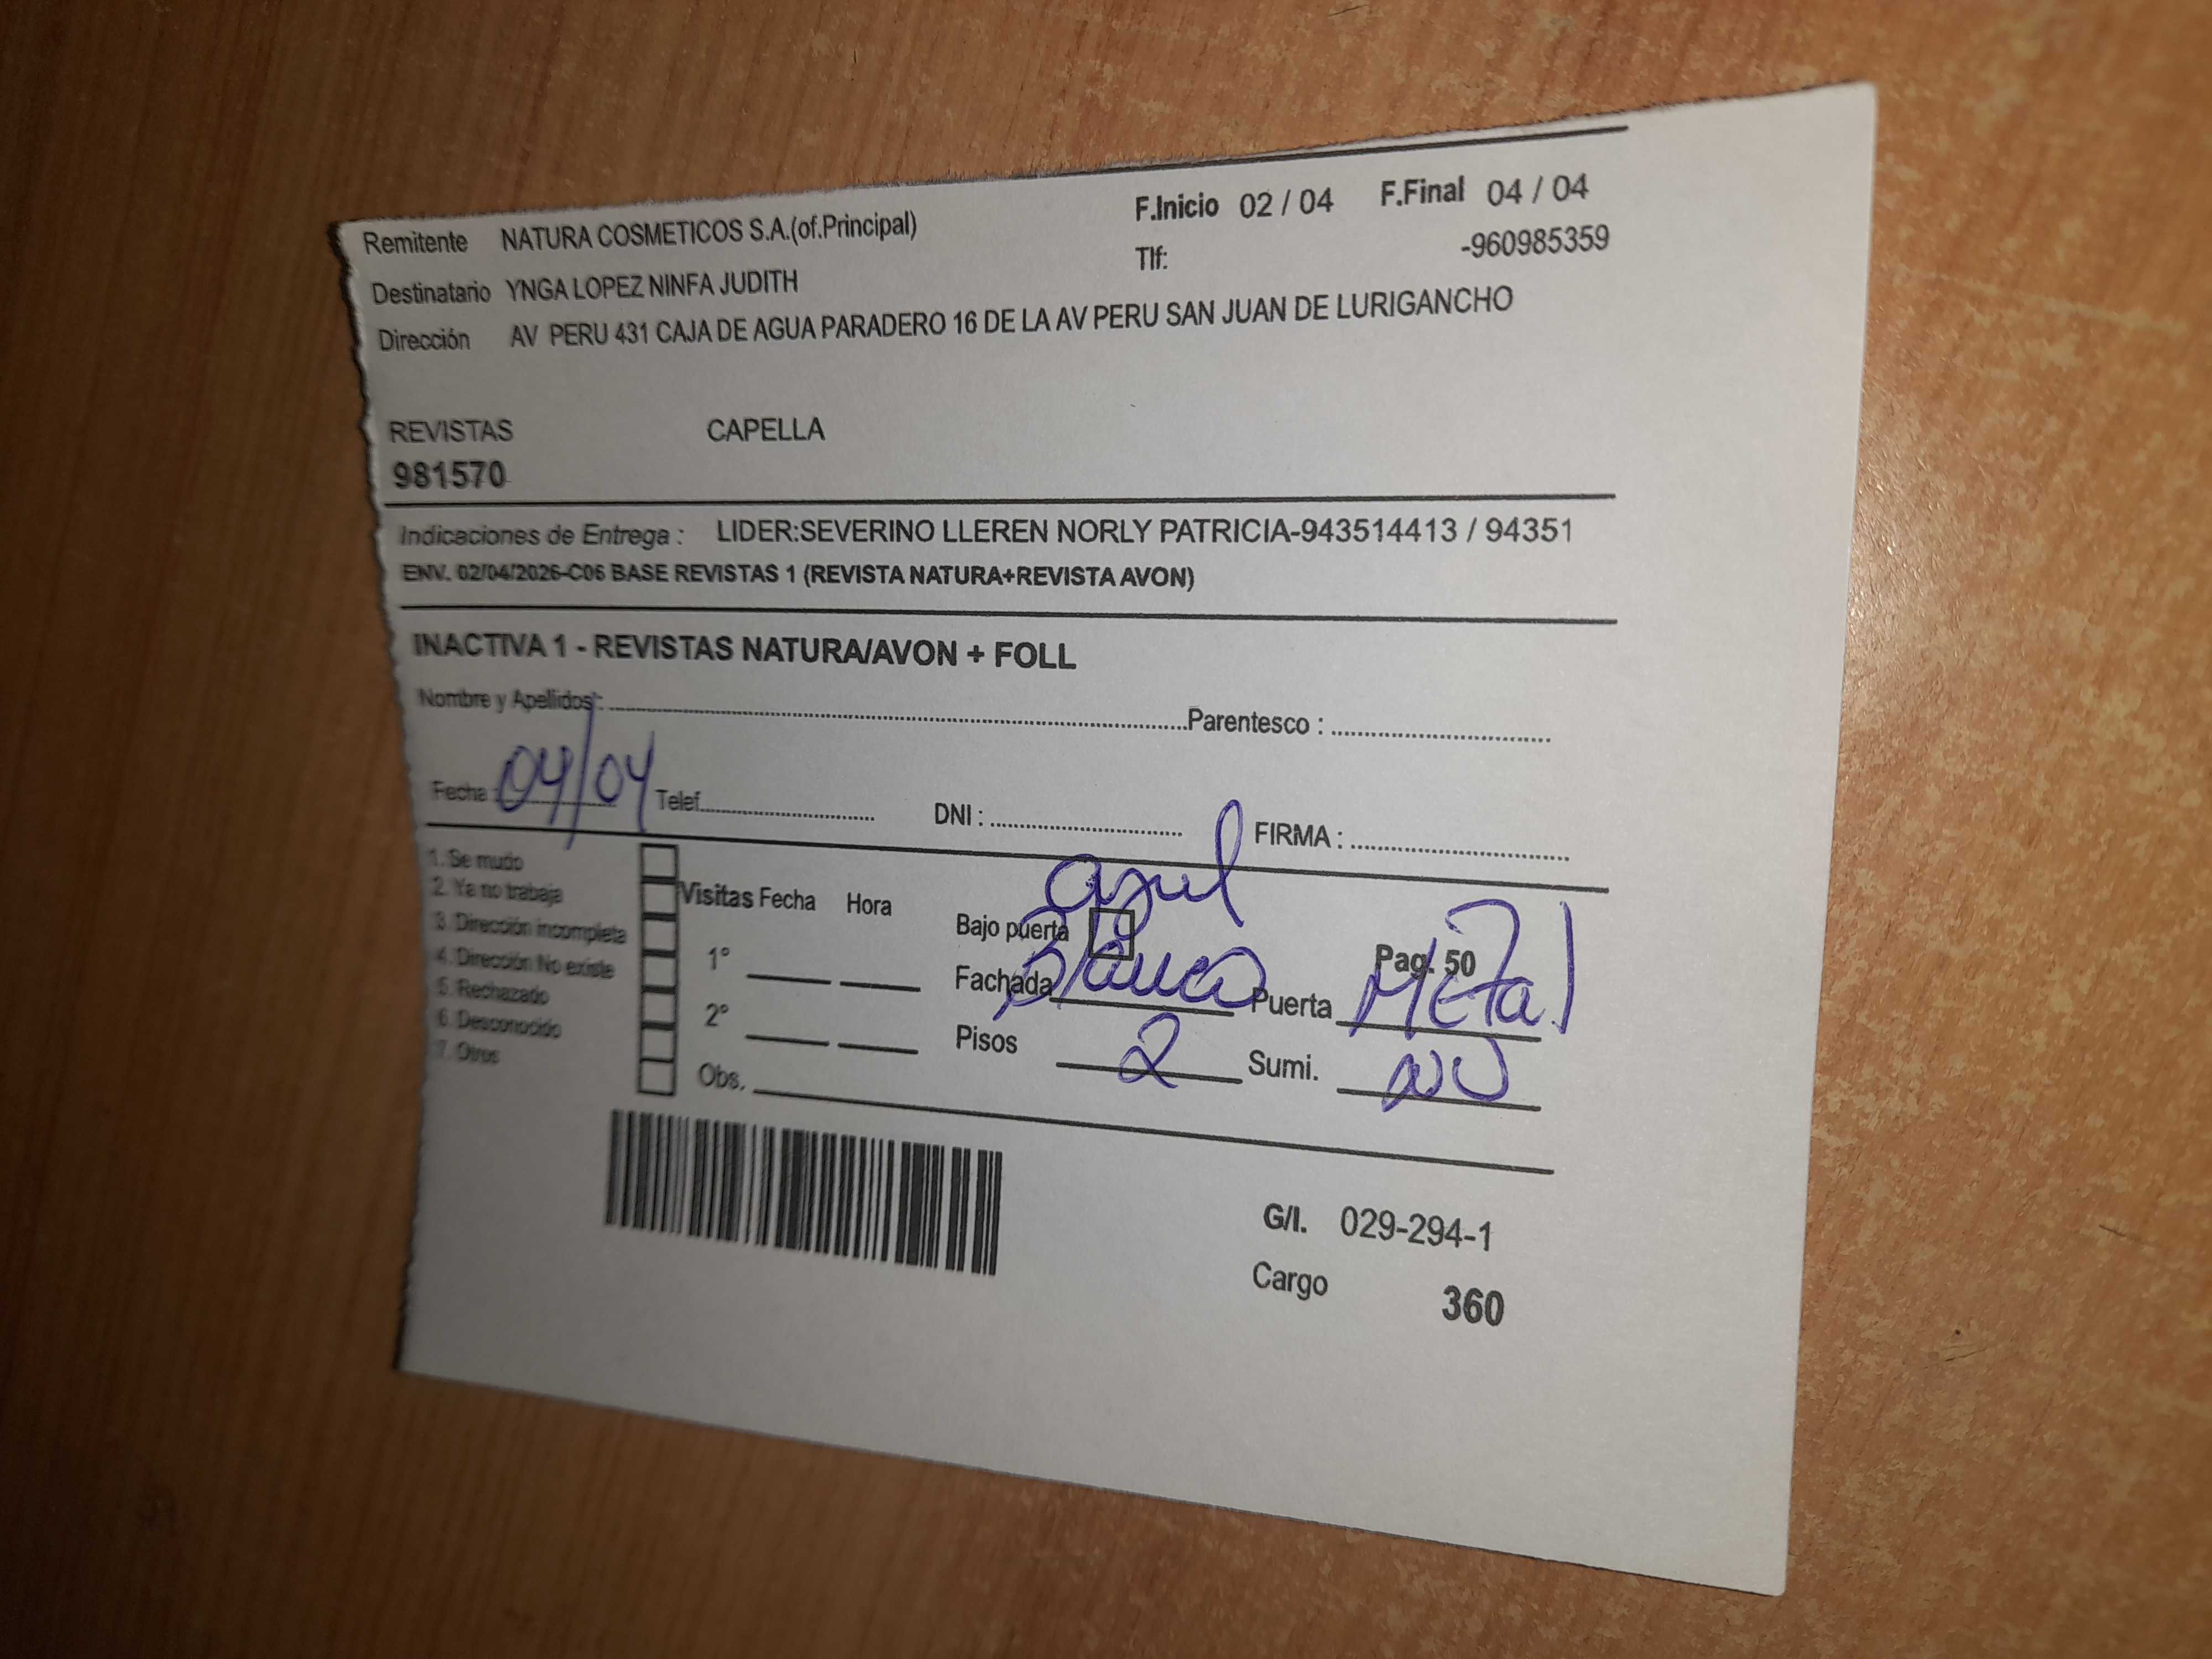 Remitente NATURA COSMETICOS S.A.(of.Principal) F.Inicio 02 / 04 F.Final 04 / 04
Tlf: -960985359
Destinatario YNGA LOPEZ NINFA JUDITH
Dirección AV PERU 431 CAJA DE AGUA PARADERO 16 DE LA AV PERU SAN JUAN DE LURIGANCHO
REVISTAS CAPELLA
981570
Indicaciones de Entrega : LIDER:SEVERINO LLEREN NORLY PATRICIA-943514413 / 94351
ENV. 02/04/2026-C06 BASE REVISTAS 1 (REVISTA NATURA+REVISTA AVON)
INACTIVA 1 - REVISTAS NATURA/AVON + FOLL
Nombre y Apellidos : Parentesco :
Fecha : 04/04 Telef. DNI : FIRMA :
1. Se mudo
2. Ya no trabaja
3. Dirección incompleta
4. Dirección No existe
5. Rechazado
6. Desconocido
7. Otros
Visitas Fecha Hora
1°
2°
Obs.
azul
Bajo puerta Pag. 50
Fachada Blanco Puerta Metal
Pisos 2 Sumi.
G/I. 029-294-1
Cargo 360